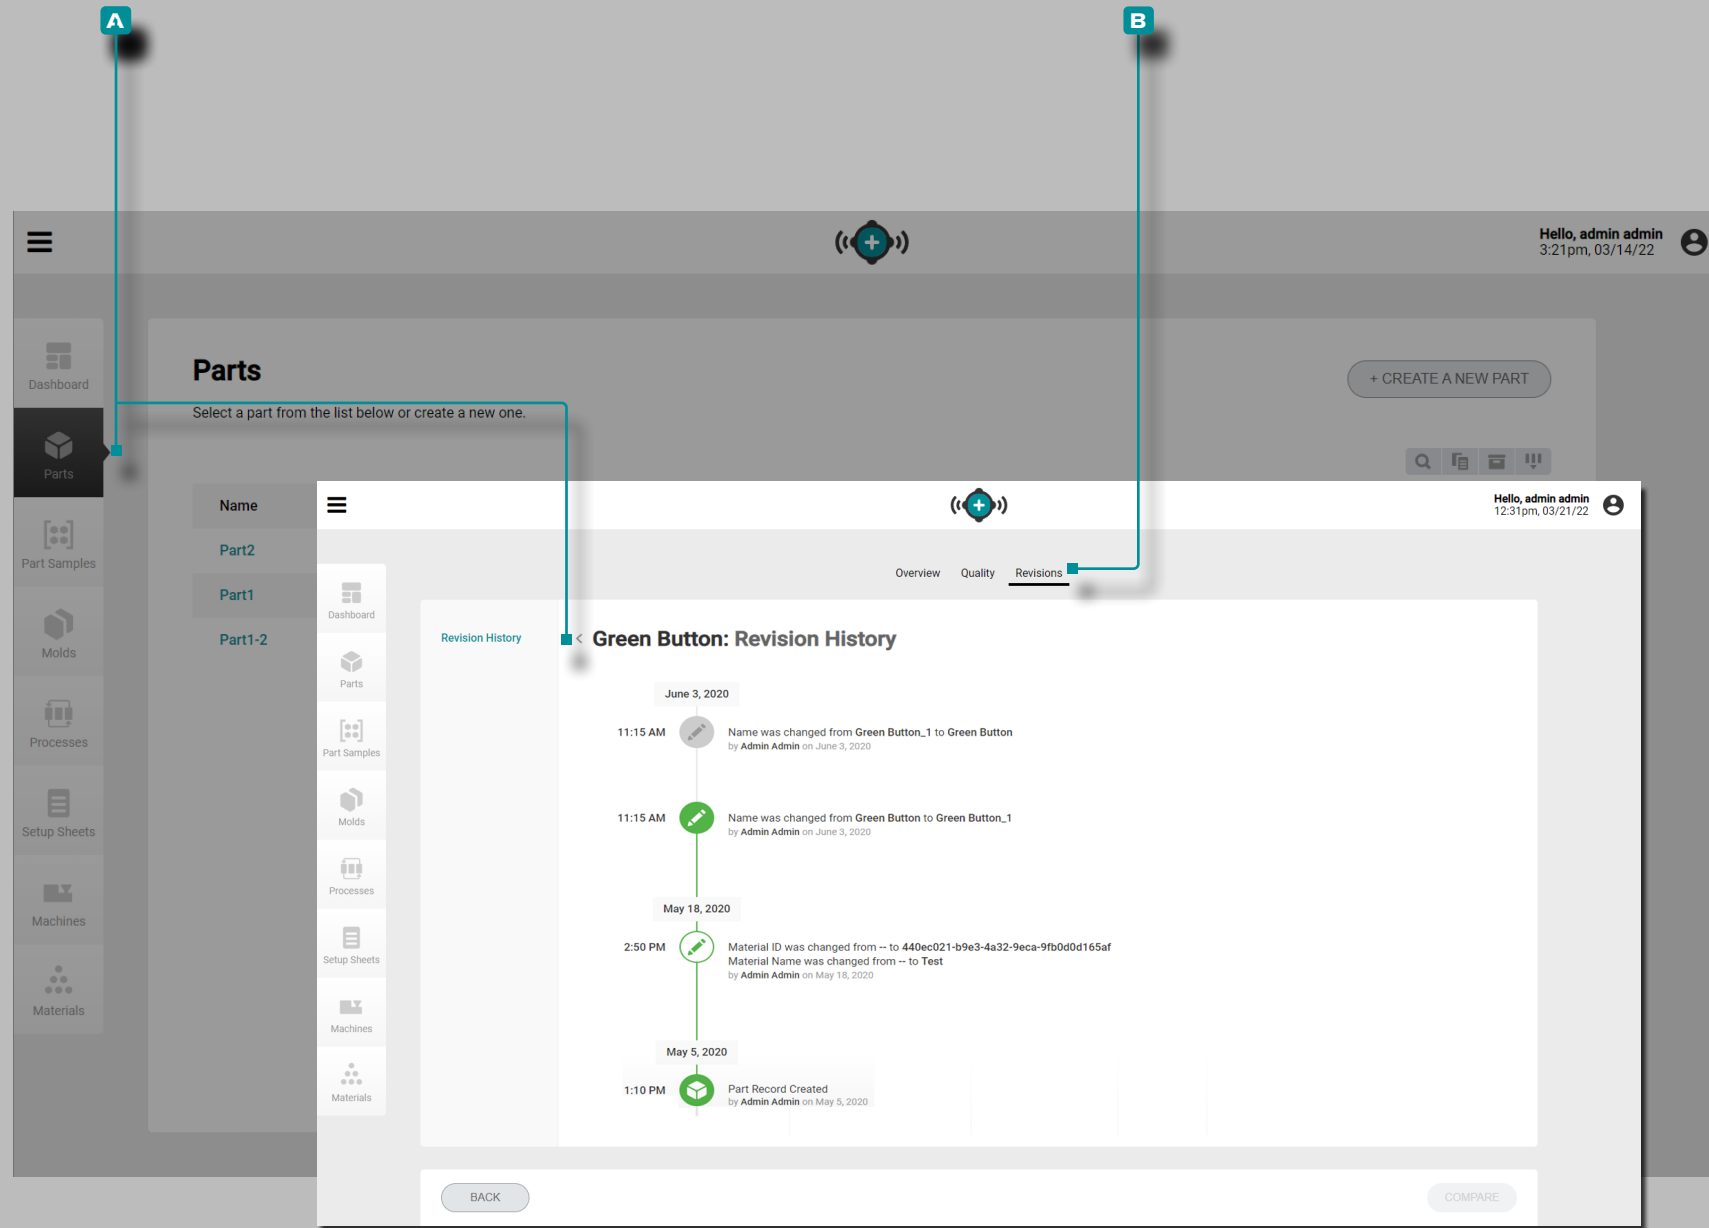 A
B
Hello, admin admin
3:21pm, 03/14/22
Dashboard
Parts
Part Samples
Molds
Processes
Setup Sheets
Machines
Materials
Parts
+ CREATE A NEW PART
Select a part from the list below or create a new one.
Name
Part2
Part1
Part1-2
Hello, admin admin
12:31pm, 03/21/22
Overview
Quality
Revisions
Dashboard
Parts
Part Samples
Molds
Processes
Setup Sheets
Machines
Materials
Revision History
< Green Button: Revision History
June 3, 2020
11:15 AM
Name was changed from Green Button_1 to Green Button
by Admin Admin on June 3, 2020
11:15 AM
Name was changed from Green Button to Green Button_1
by Admin Admin on June 3, 2020
May 18, 2020
2:50 PM
Material ID was changed from -- to 440ec021-b9e3-4a32-9eca-9fb0d0d165af
Material Name was changed from -- to Test
by Admin Admin on May 18, 2020
May 5, 2020
1:10 PM
Part Record Created
by Admin Admin on May 5, 2020
BACK
COMPARE